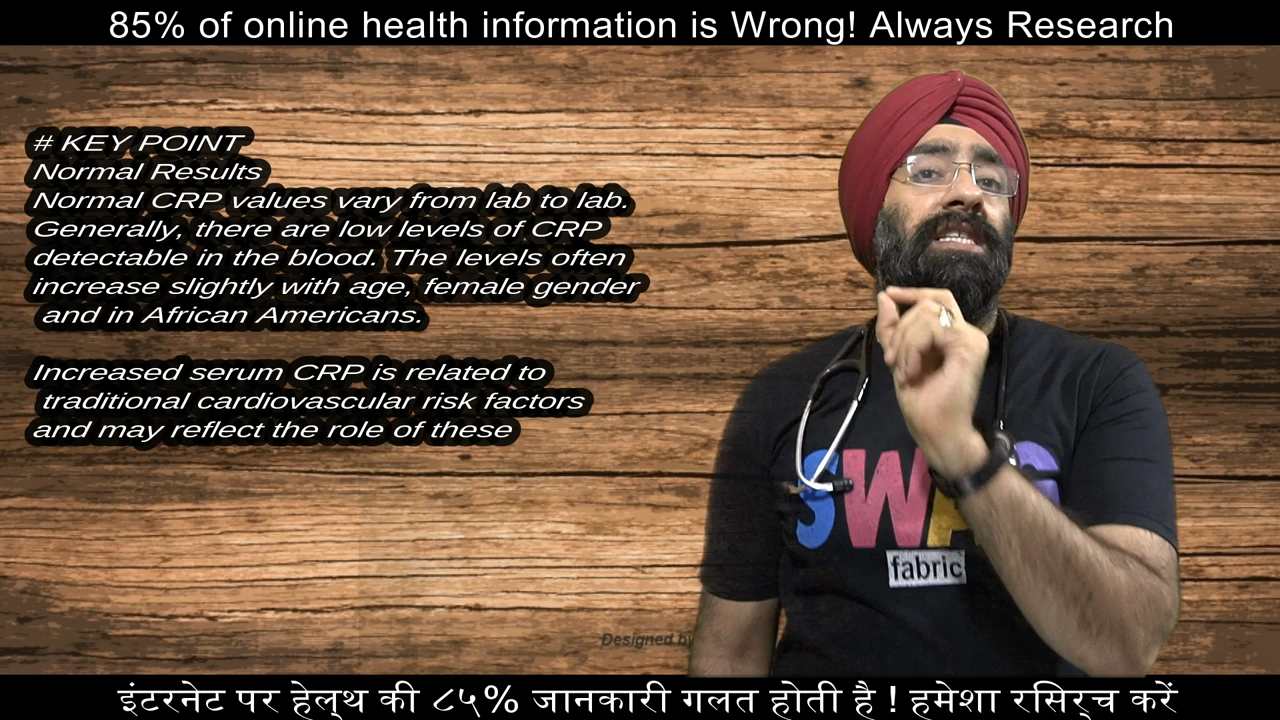 85% of online health information is Wrong! Always Research
# KEY POINT
Normal Results
Normal CRP values vary from lab to lab.
Generally, there are low levels of CRP
detectable in the blood. The levels often
increase slightly with age, female gender
and in African Americans.
Increased serum CRP is related to
traditional cardiovascular risk factors
and may reflect the role of these
fabric
Designed by
इंटरनेट पर हेल्थ की ८५% जानकारी गलत होती है ! हमेशा रसिर्च करें